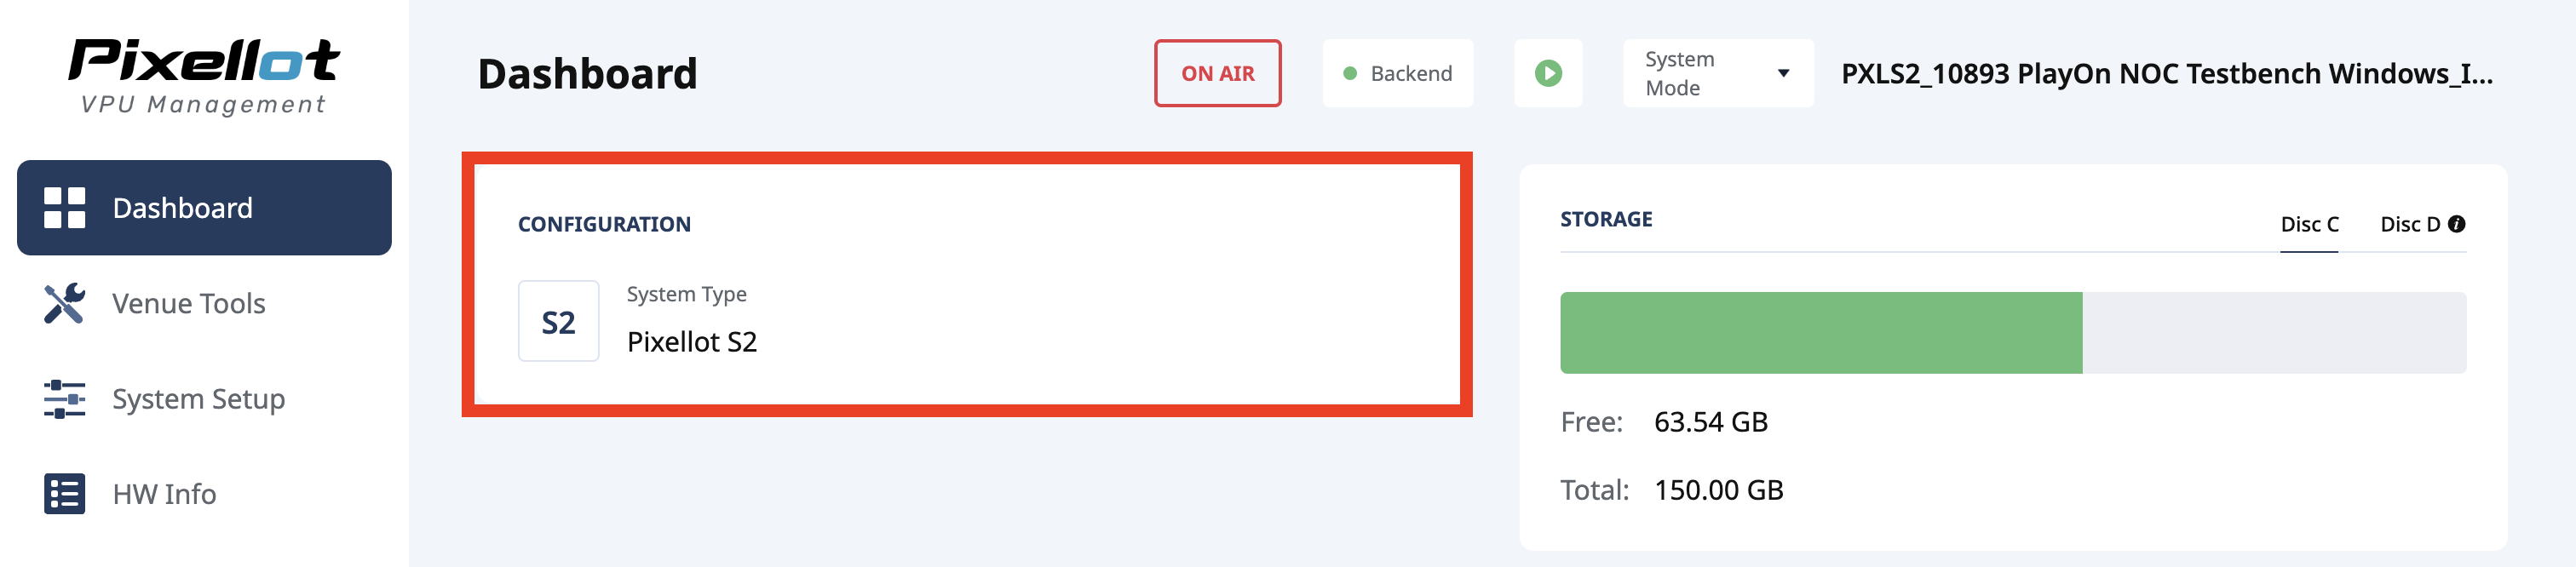 Pixellot
VPU Management
Dashboard
Venue Tools
System Setup
HW Info
Dashboard
ON AIR
Backend
System
Mode
PXLS2_10893 PlayOn NOC Testbench Windows_I...
CONFIGURATION
S2
System Type
Pixellot S2
STORAGE
Disc C
Disc D
Free: 63.54 GB
Total: 150.00 GB